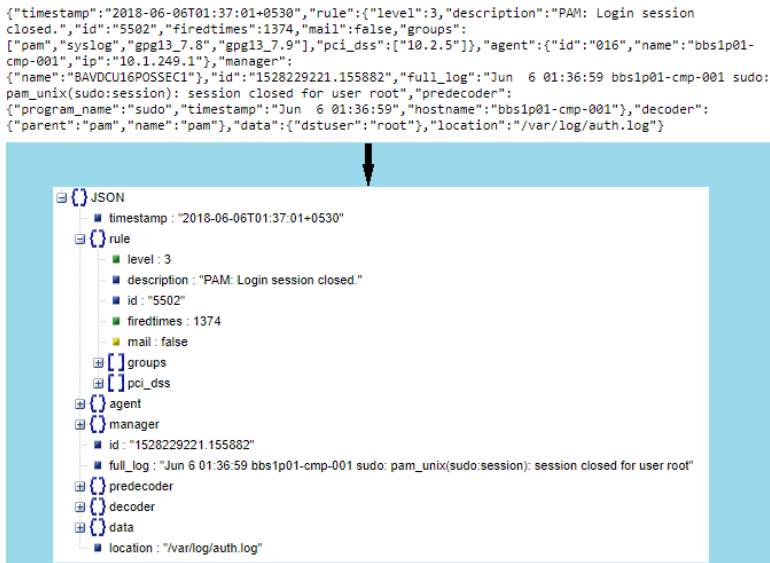 {"timestamp":"2018-06-06T01:37:01+0530","rule":{"level":3,"description":"PAM: Login session
closed.","id":"5502","firedtimes":1374,"mail":false,"groups":
["pam","syslog","gpg13_7.8","gpg13_7.9"],"pci_dss":["10.2.5"]},"agent":{"id":"016","name":"bbs1p01-
cmp-001","ip":"10.1.249.1"},"manager":
{"name":"BAVDCU16POSSEC1"},"id":"1528229221.155882","full_log":"Jun  6 01:36:59 bbs1p01-cmp-001 sudo:
pam_unix(sudo:session): session closed for user root","predecoder":
{"program_name":"sudo","timestamp":"Jun  6 01:36:59","hostname":"bbs1p01-cmp-001"},"decoder":
{"parent":"pam","name":"pam"},"data":{"dstuser":"root"},"location":"/var/log/auth.log"}
{} JSON
timestamp : "2018-06-06T01:37:01+0530"
{} rule
level : 3
description : "PAM: Login session closed."
id : "5502"
firedtimes : 1374
mail : false
[] groups
[] pci_dss
{} agent
{} manager
id : "1528229221.155882"
full_log : "Jun 6 01:36:59 bbs1p01-cmp-001 sudo: pam_unix(sudo:session): session closed for user root"
{} predecoder
{} decoder
{} data
location : "/var/log/auth.log"